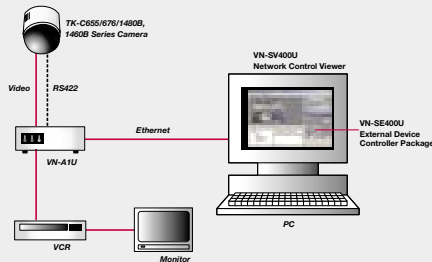 TK-C655/676/1480B,
1460B Series Camera
Video
RS422
VN-SV400U
Network Control Viewer
VN-SE400U
External Device
Controller Package
Ethernet
VN-A1U
PC
VCR
Monitor